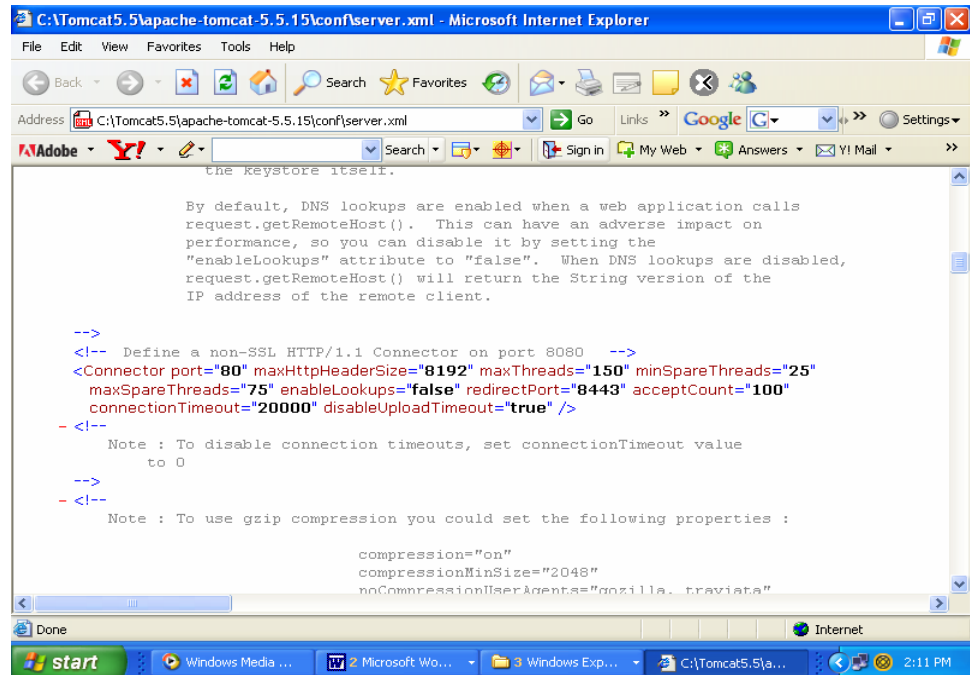 C:\Tomcat5.5\apache-tomcat-5.5.15\conf\server.xml - Microsoft Internet Explorer
File Edit View Favorites Tools Help
Back Search Favorites
Address C:\Tomcat5.5\apache-tomcat-5.5.15\conf\server.xml Go Links » Google G Settings
Adobe Y! Search Sign in My Web Answers Y! Mail »
the keystore itself.
By default, DNS lookups are enabled when a web application calls
request.getRemoteHost(). This can have an adverse impact on
performance, so you can disable it by setting the
"enableLookups" attribute to "false". When DNS lookups are disabled,
request.getRemoteHost() will return the String version of the
IP address of the remote client.
-->
<!-- Define a non-SSL HTTP/1.1 Connector on port 8080 -->
<Connector port="80" maxHttpHeaderSize="8192" maxThreads="150" minSpareThreads="25"
maxSpareThreads="75" enableLookups="false" redirectPort="8443" acceptCount="100"
connectionTimeout="20000" disableUploadTimeout="true" />
- <!--
Note : To disable connection timeouts, set connectionTimeout value
to 0
-->
- <!--
Note : To use gzip compression you could set the following properties :
compression="on"
compressionMinSize="2048"
noCompressionUserAgents="gozilla, traviata"
Done Internet
start Windows Media ... 2 Microsoft Wo... 3 Windows Exp... C:\Tomcat5.5\a... 2:11 PM